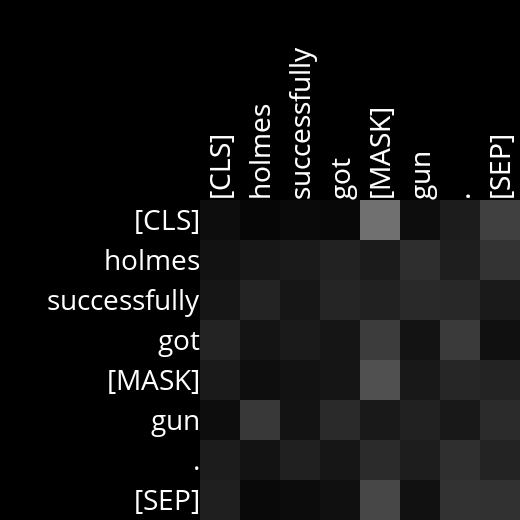 [CLS] holmes successfully got [MASK] gun . [SEP]
[CLS]
holmes
successfully
got
[MASK]
gun
.
[SEP]